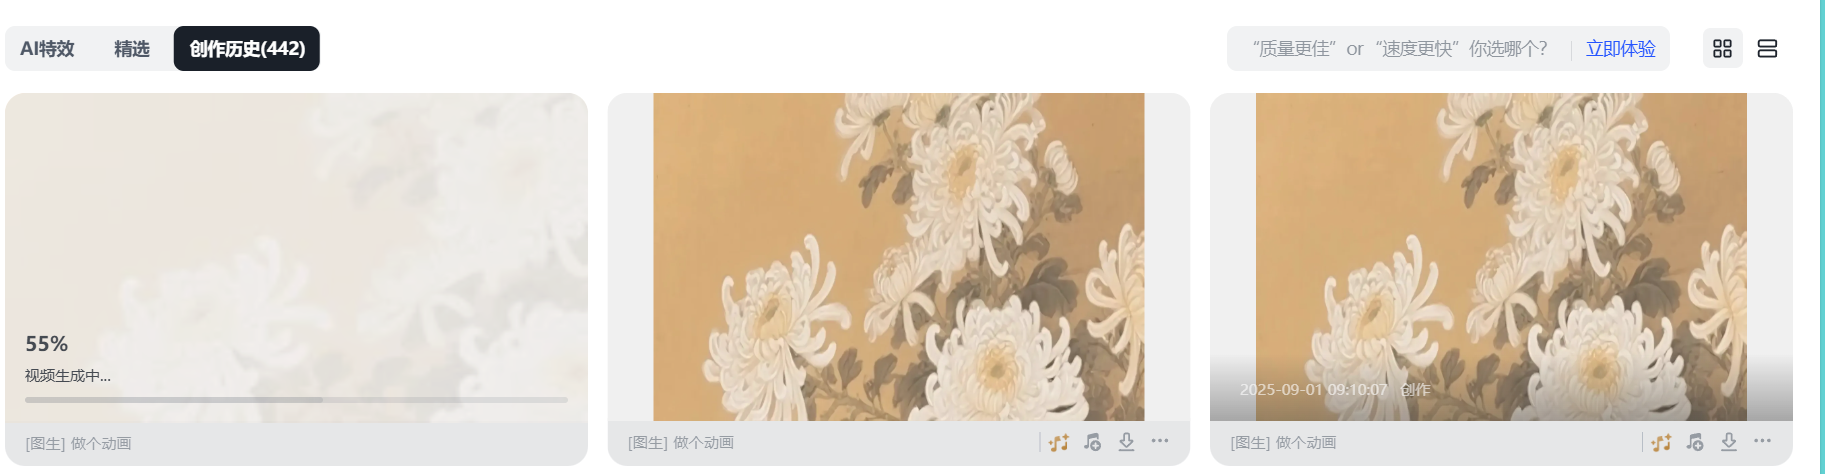 AI特效 精选 创作历史(442) “质量更佳” or “速度更快” 你选哪个? 立即体验
55%
视频生成中...
2025-09-01 09:10:07 创作
[图生] 做个动画 [图生] 做个动画 [图生] 做个动画